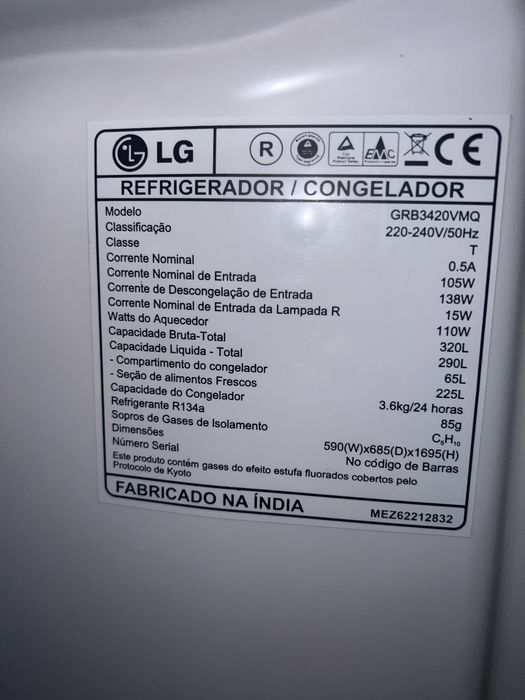 LG
R
EMC
CE
REFRIGERADOR / CONGELADOR
Modelo GRB3420VMQ
Classificação 220-240V/50Hz
Classe T
Corrente Nominal 0.5A
Corrente Nominal de Entrada 105W
Corrente de Descongelação de Entrada 138W
Corrente Nominal de Entrada da Lampada R 15W
Watts do Aquecedor 110W
Capacidade Bruta-Total 320L
Capacidade Liquida - Total 290L
- Compartimento do congelador 65L
- Seção de alimentos Frescos 225L
Capacidade do Congelador 3.6kg/24 horas
Refrigerante R134a 85g
Sopros de Gases de Isolamento C₅H₁₀
Dimensões 590(W)x685(D)x1695(H)
Número Serial No código de Barras
Este produto contém gases do efeito estufa fluorados cobertos pelo
Protocolo de Kyoto
FABRICADO NA ÍNDIA MEZ62212832